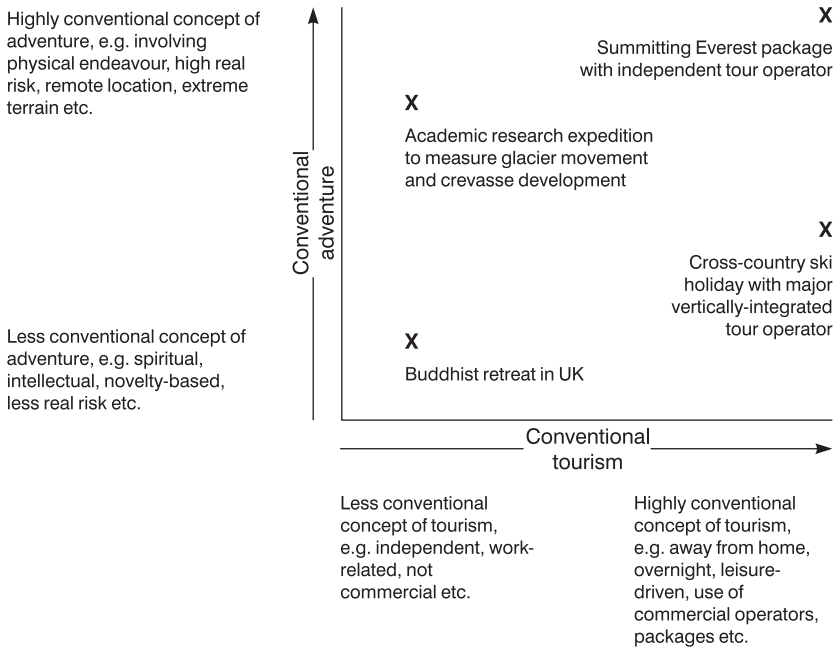 Highly conventional concept of
adventure, e.g. involving
physical endeavour, high real
risk, remote location, extreme
terrain etc.
X
Summitting Everest package
with independent tour operator
X
Academic research expedition
to measure glacier movement
and crevasse development
Conventional
adventure
X
Cross-country ski
holiday with major
vertically-integrated
tour operator
Less conventional concept of
adventure, e.g. spiritual,
intellectual, novelty-based,
less real risk etc.
X
Buddhist retreat in UK
Conventional
tourism
Less conventional
concept of tourism,
e.g. independent, work-
related, not
commercial etc.
Highly conventional
concept of tourism,
e.g. away from home,
overnight, leisure-
driven, use of
commercial operators,
packages etc.